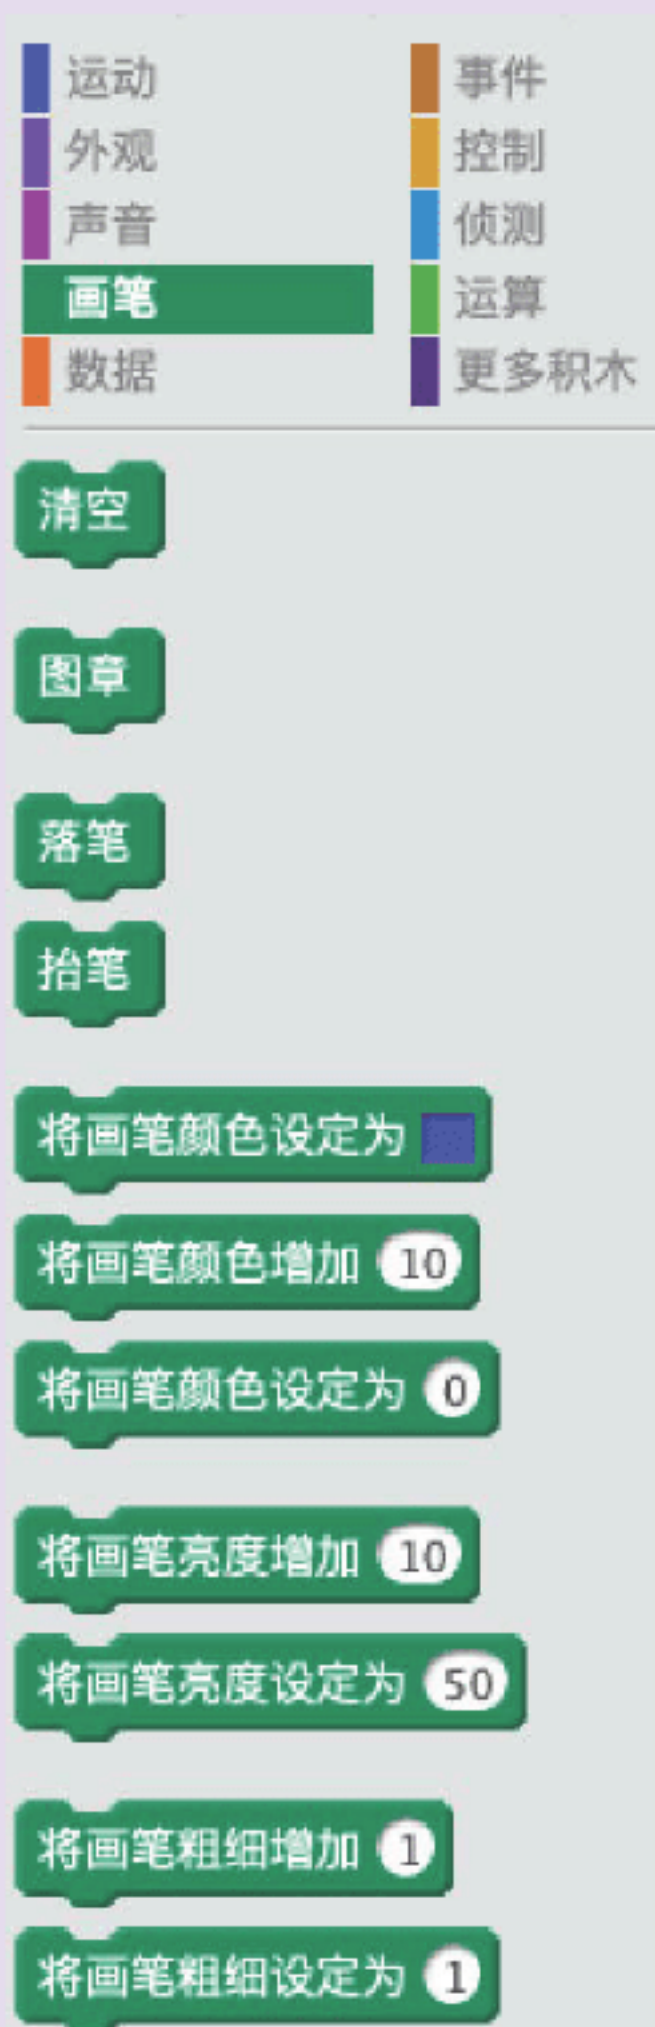 运动 事件
外观 控制
声音 侦测
画笔 运算
数据 更多积木
清空
图章
落笔
抬笔
将画笔颜色设定为
将画笔颜色增加 10
将画笔颜色设定为 0
将画笔亮度增加 10
将画笔亮度设定为 50
将画笔粗细增加 1
将画笔粗细设定为 1